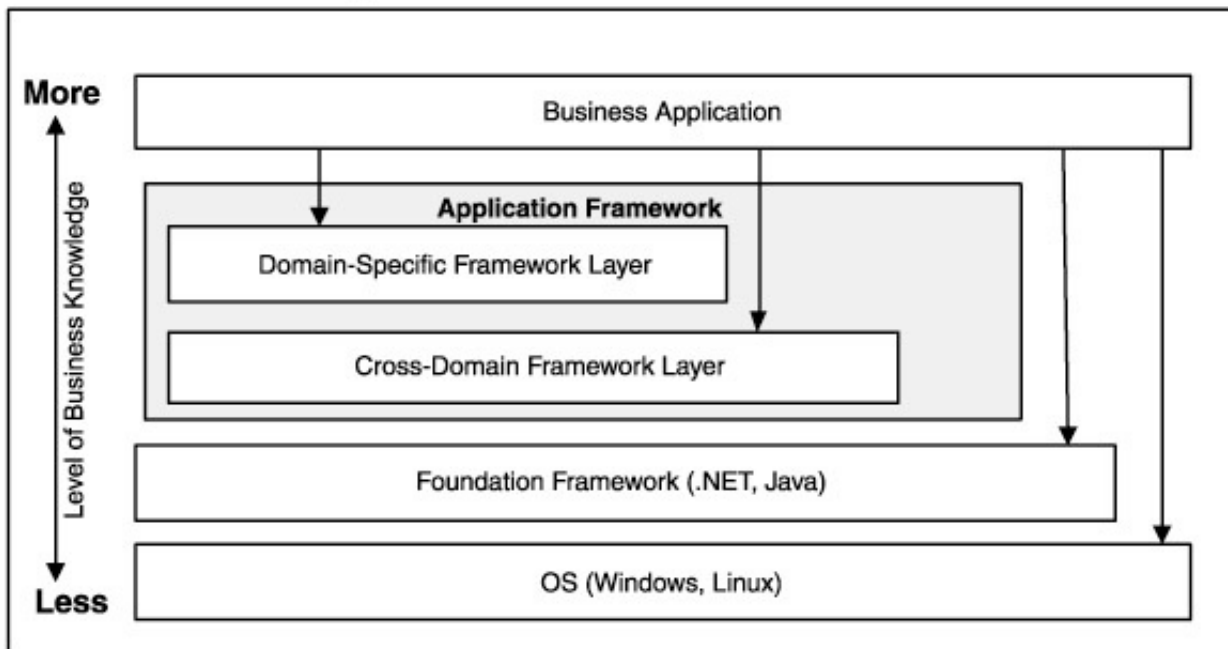 More
Business Application
Level of Business Knowledge
Application Framework
Domain-Specific Framework Layer
Cross-Domain Framework Layer
Foundation Framework (.NET, Java)
OS (Windows, Linux)
Less